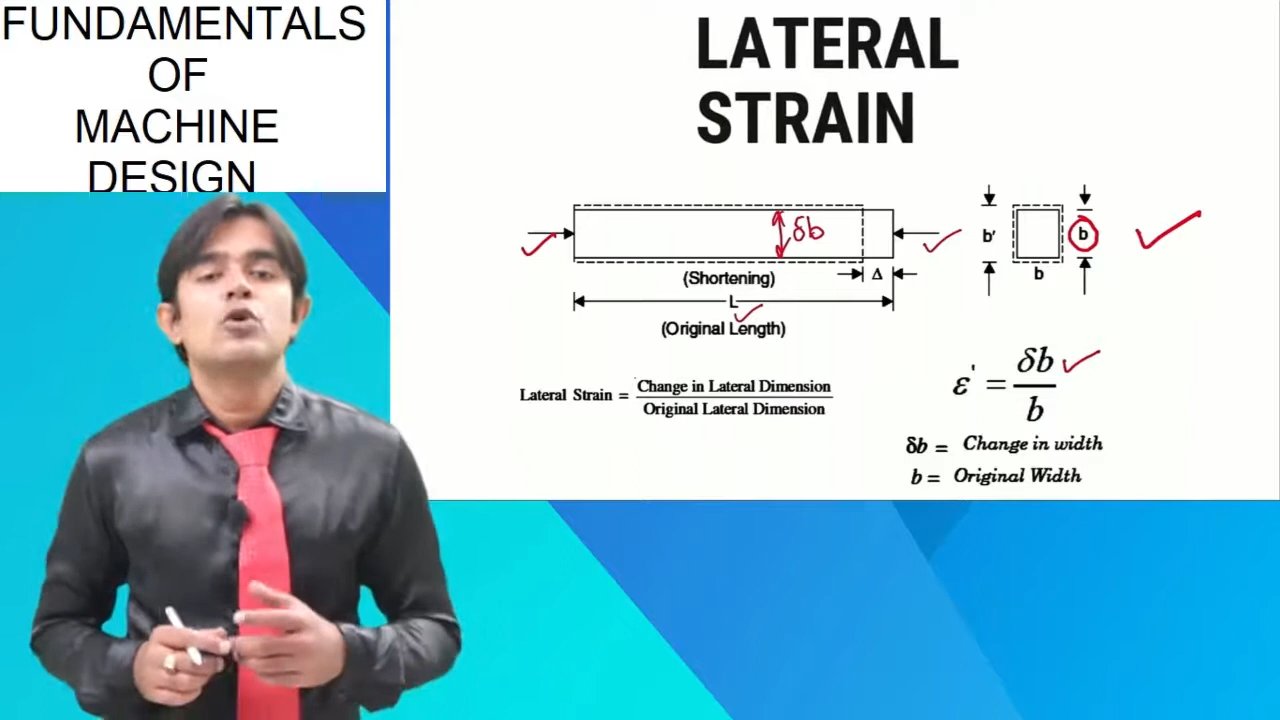 FUNDAMENTALS
OF
MACHINE
DESIGN
LATERAL
STRAIN
δb
b'
b
b
(Shortening)
Δ
L
(Original Length)
Lateral Strain = Change in Lateral Dimension / Original Lateral Dimension
ε' = δb / b
δb = Change in width
b = Original Width